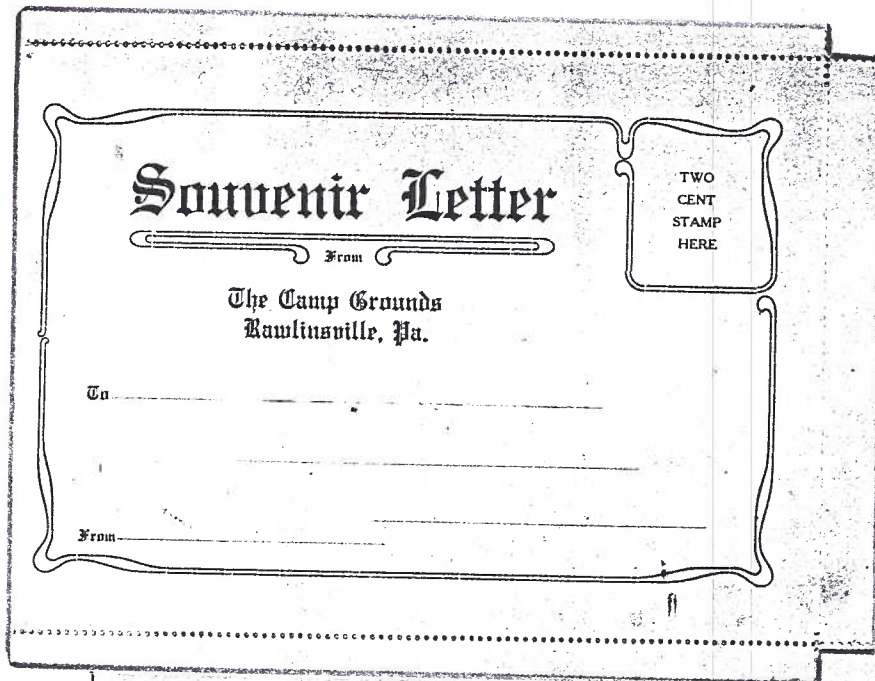 Souvenir Letter
From
The Camp Grounds
Rawlinsville, Pa.
TWO
CENT
STAMP
HERE
To
From